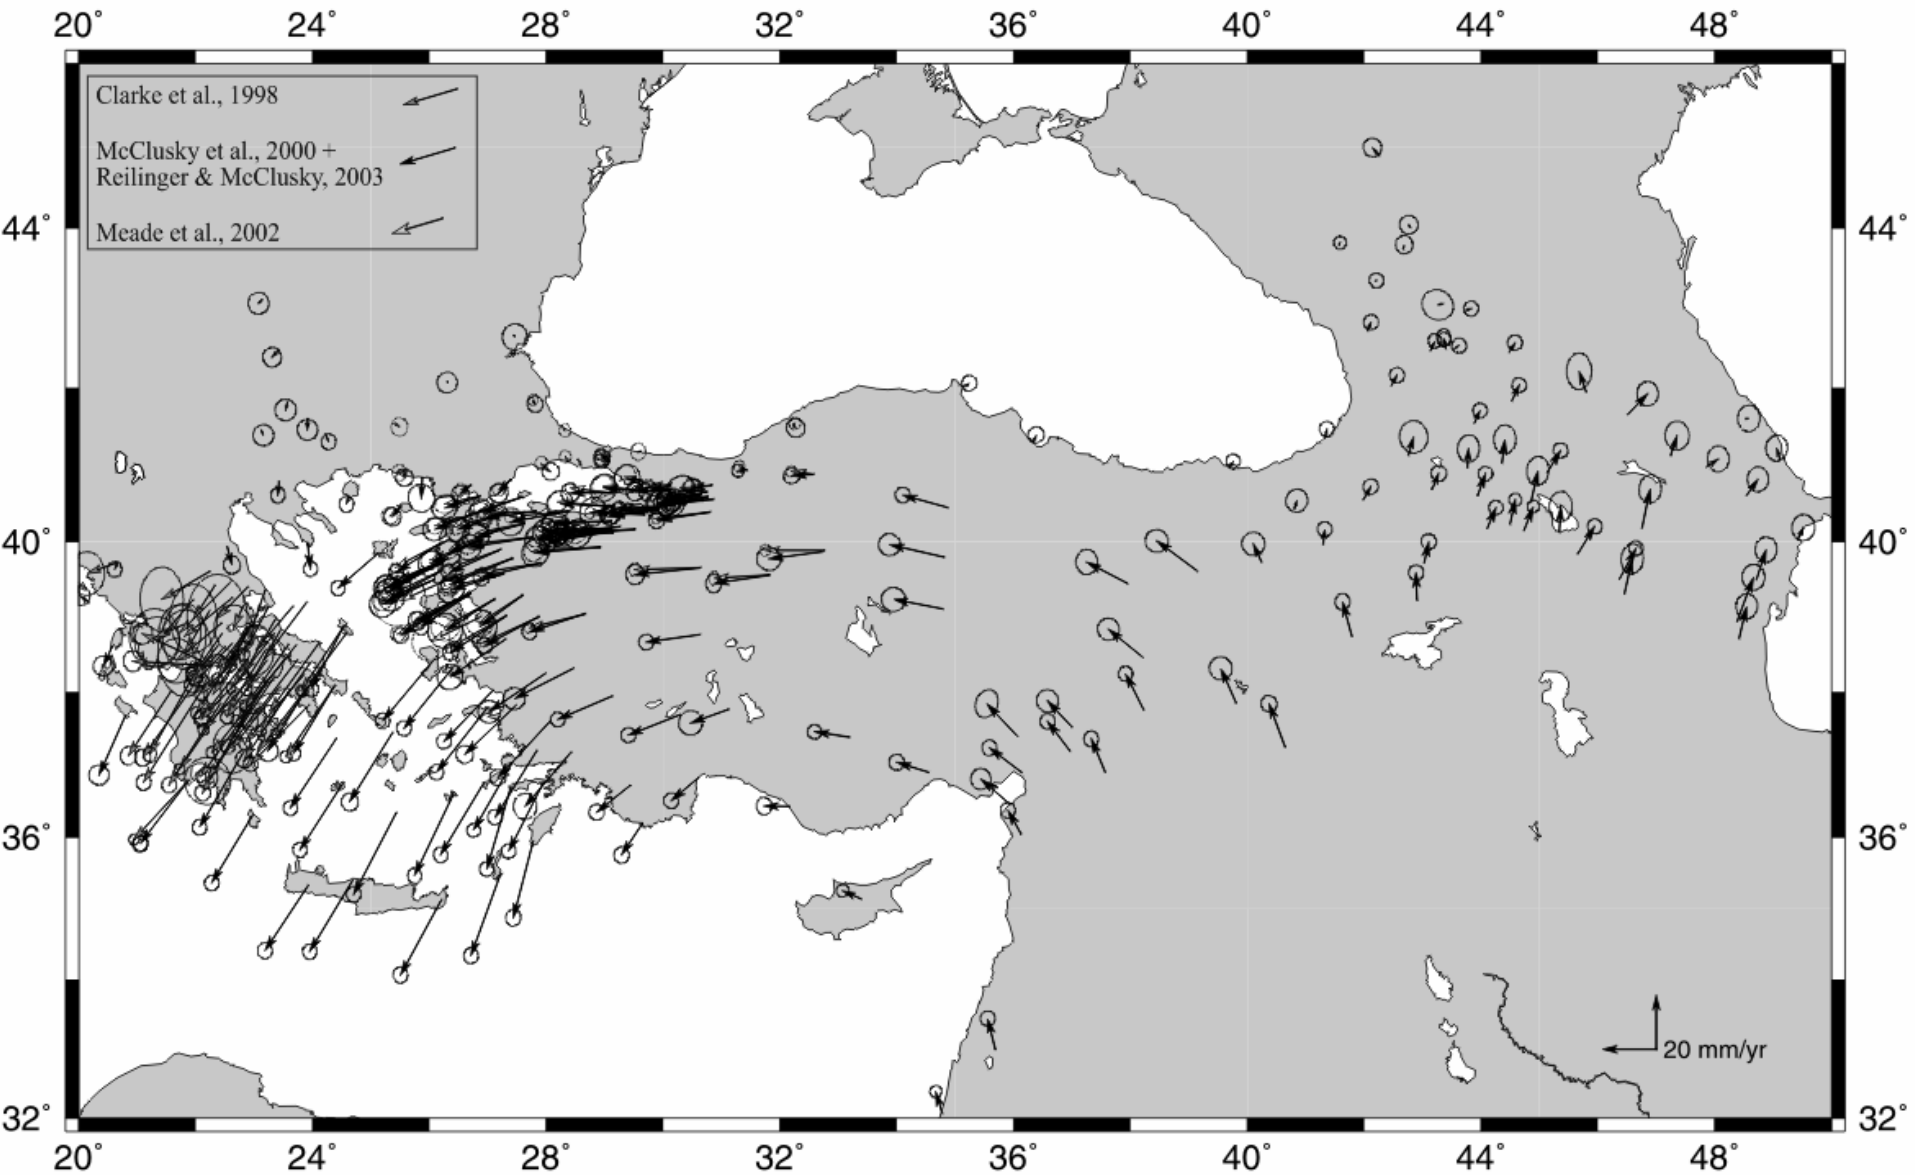 20° 24° 28° 32° 36° 40° 44° 48°
Clarke et al., 1998
McClusky et al., 2000 +
Reilinger & McClusky, 2003
Meade et al., 2002
44° 44°
40° 40°
36° 36°
20 mm/yr
32° 32°
20° 24° 28° 32° 36° 40° 44° 48°